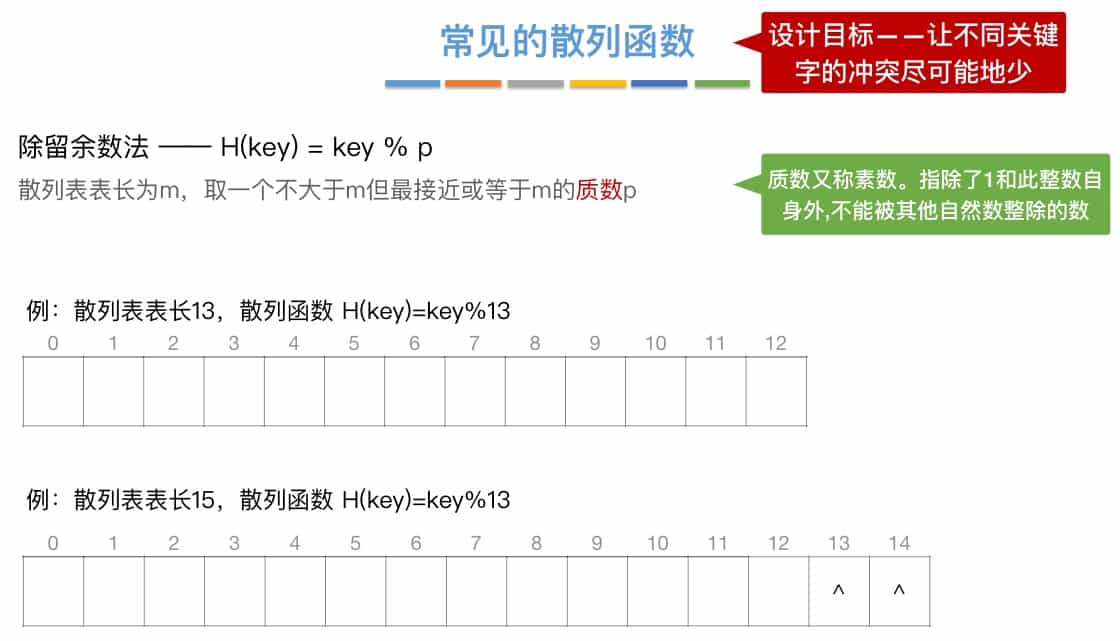 常见的散列函数
设计目标——让不同关键
字的冲突尽可能地少
除留余数法 —— H(key) = key % p
散列表表长为m，取一个不大于m但最接近或等于m的质数p
质数又称素数。指除了1和此整数自
身外,不能被其他自然数整除的数
例：散列表表长13，散列函数 H(key)=key%13
0 1 2 3 4 5 6 7 8 9 10 11 12
例：散列表表长15，散列函数 H(key)=key%13
0 1 2 3 4 5 6 7 8 9 10 11 12 13 14
^ ^